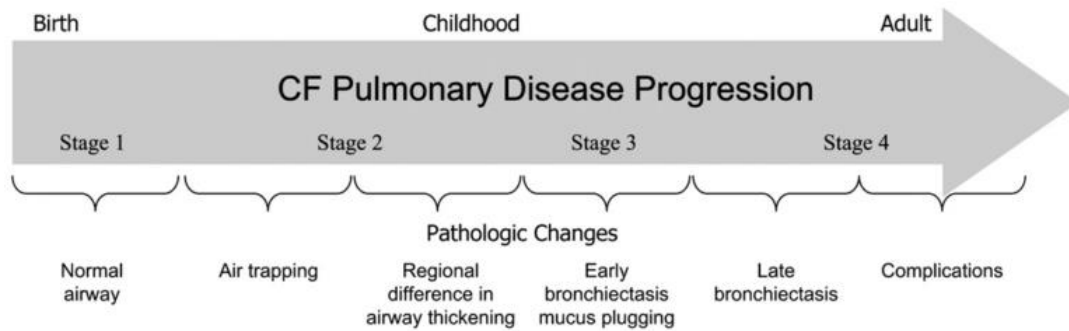 Birth Childhood Adult
CF Pulmonary Disease Progression
Stage 1 Stage 2 Stage 3 Stage 4
Pathologic Changes
Normal
airway
Air trapping
Regional
difference in
airway thickening
Early
bronchiectasis
mucus plugging
Late
bronchiectasis
Complications